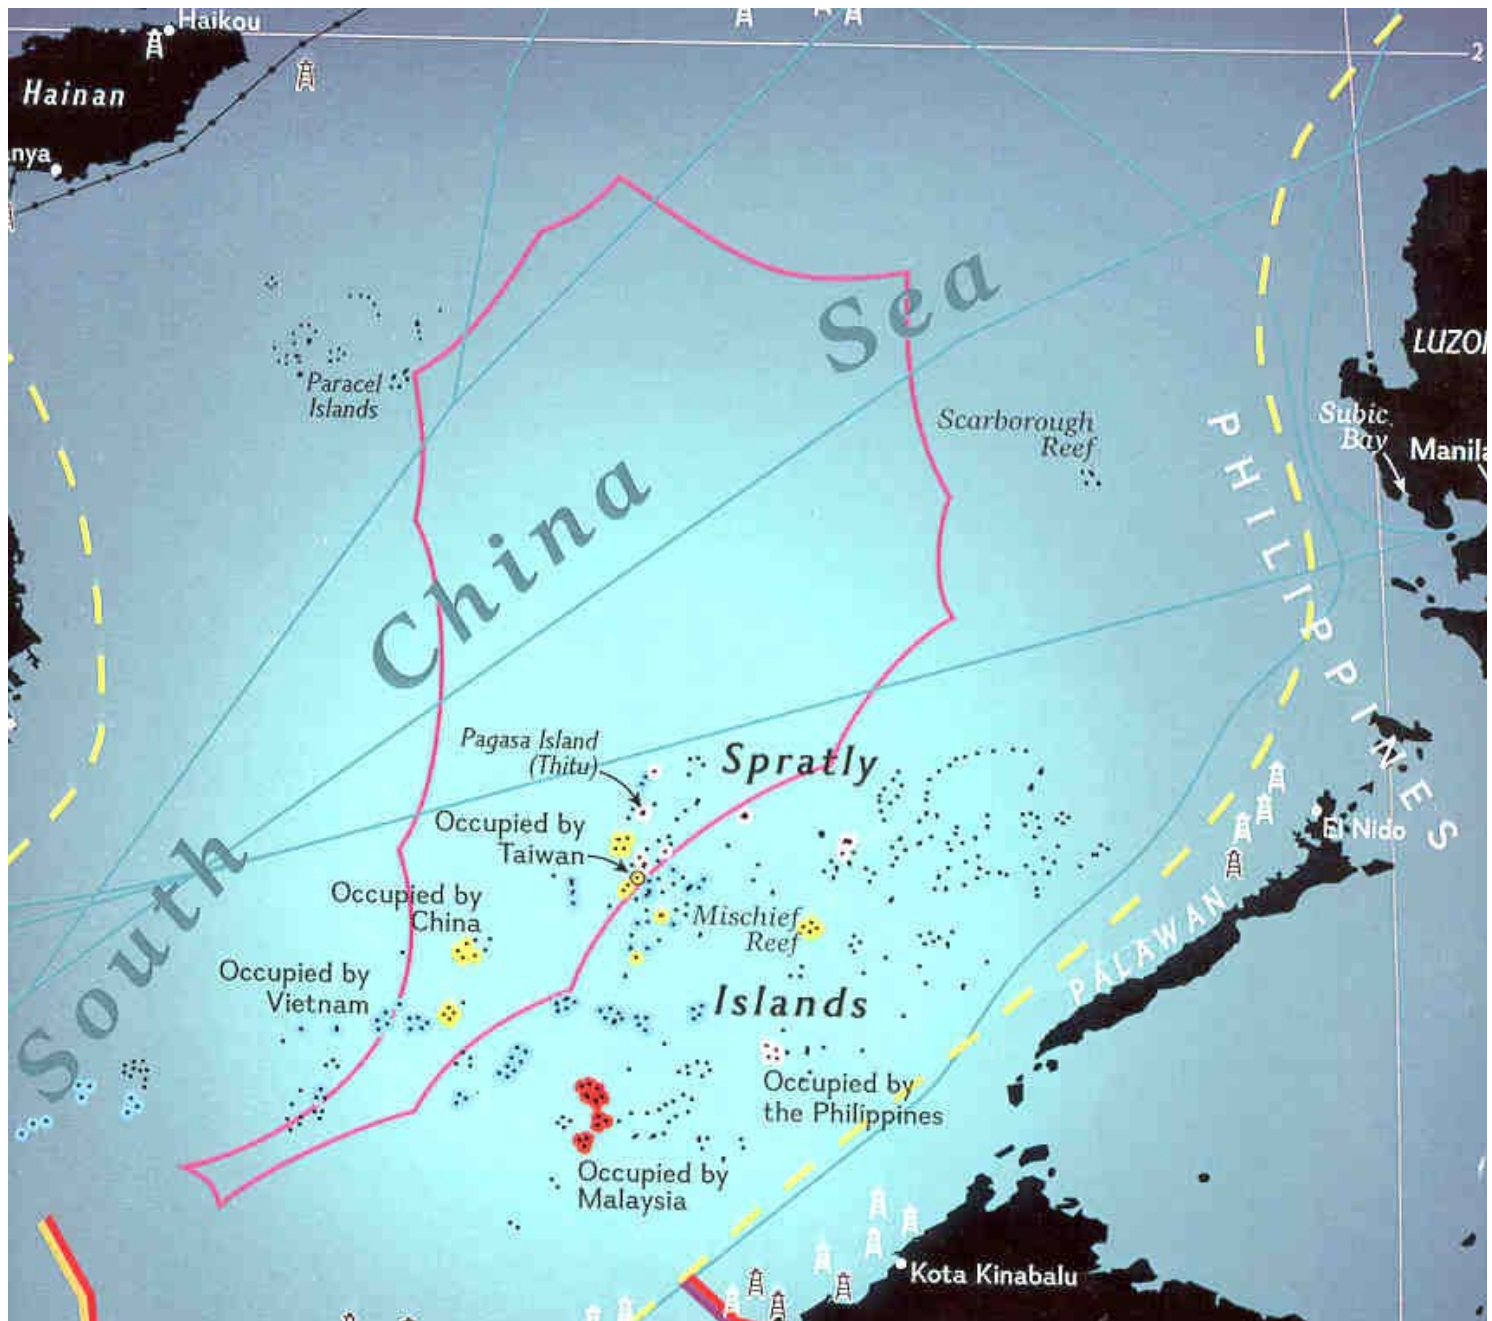 Haikou
Hainan
2
South China Sea
Paracel
Islands
Scarborough
Reef
Subic
Bay
Manila
PHILIPPINES
Pagasa Island
(Thitu)
Spratly
Occupied by
Taiwan
Occupied by
China
Mischief
Reef
El Nido
PALAWAN
Occupied by
Vietnam
Islands
Occupied by
the Philippines
Occupied by
Malaysia
Kota Kinabalu